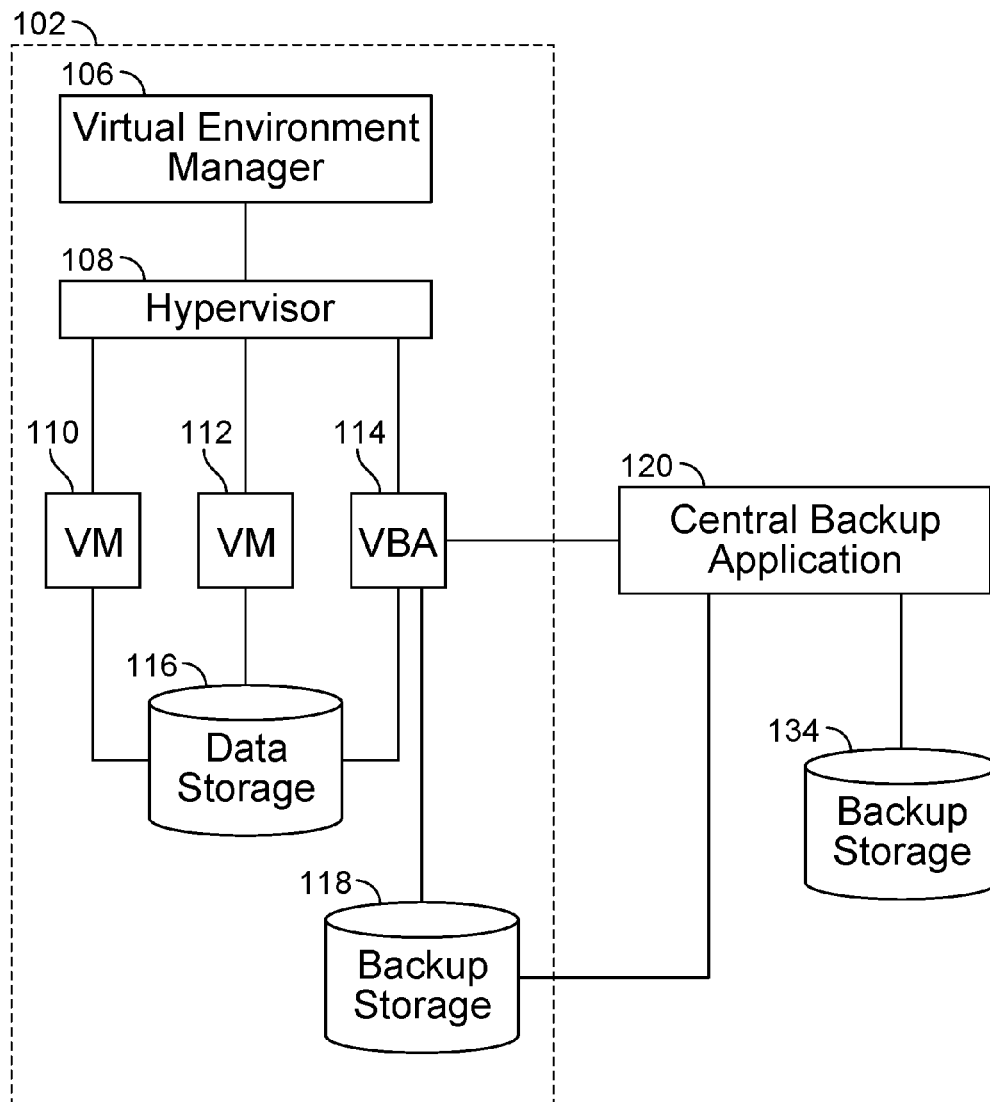 102
106
Virtual Environment
Manager
108
Hypervisor
110
112
114
VM
VM
VBA
120
Central Backup
Application
116
Data
Storage
134
Backup
Storage
118
Backup
Storage